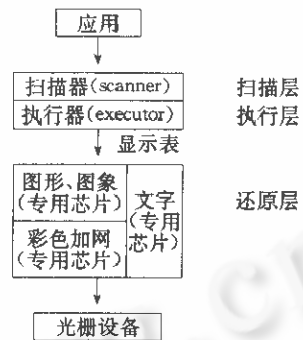 应用
扫描器(scanner)
扫描层
执行器(executor)
执行层
显示表
图形、图象
(专用芯片)
文字
(专用
芯片)
还原层
彩色加网
(专用芯片)
光栅设备